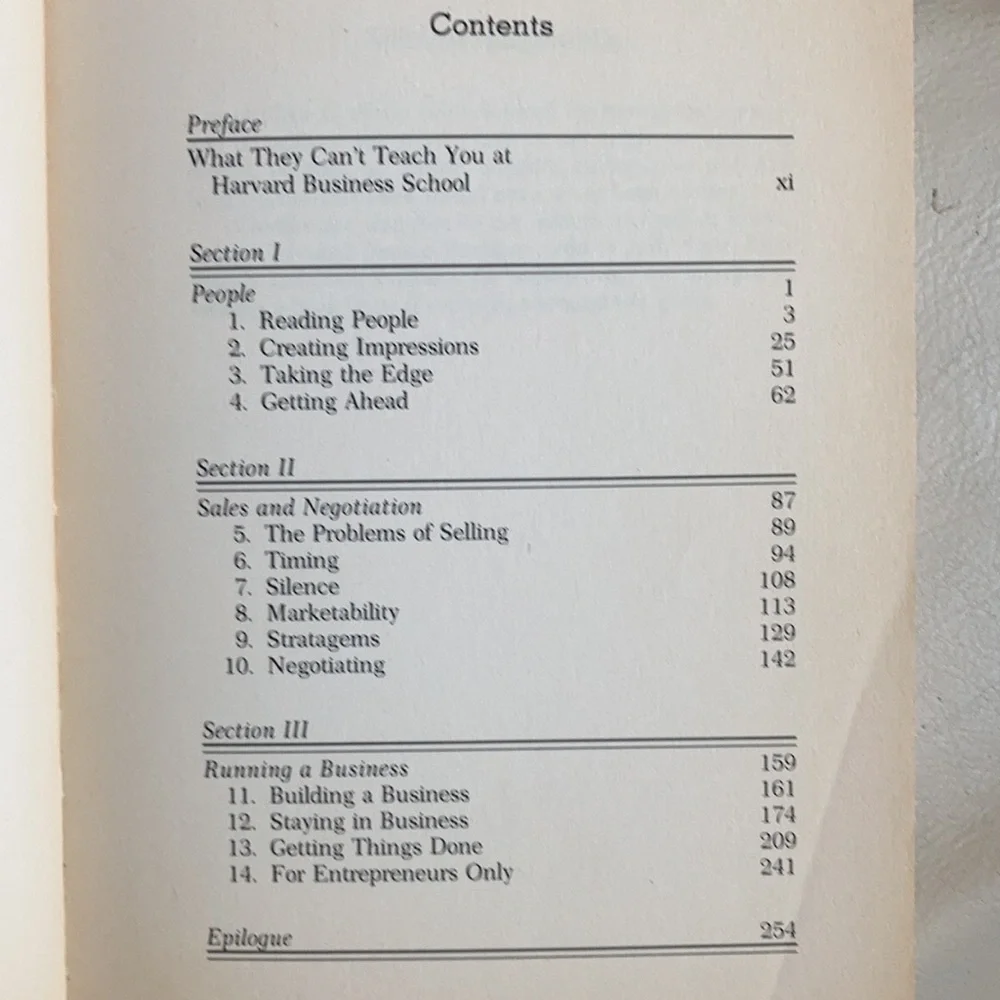 Contents
Preface
What They Can't Teach You at
Harvard Business School xi
Section I
People 1
1. Reading People 3
2. Creating Impressions 25
3. Taking the Edge 51
4. Getting Ahead 62
Section II
Sales and Negotiation 87
5. The Problems of Selling 89
6. Timing 94
7. Silence 108
8. Marketability 113
9. Stratagems 129
10. Negotiating 142
Section III
Running a Business 159
11. Building a Business 161
12. Staying in Business 174
13. Getting Things Done 209
14. For Entrepreneurs Only 241
Epilogue 254